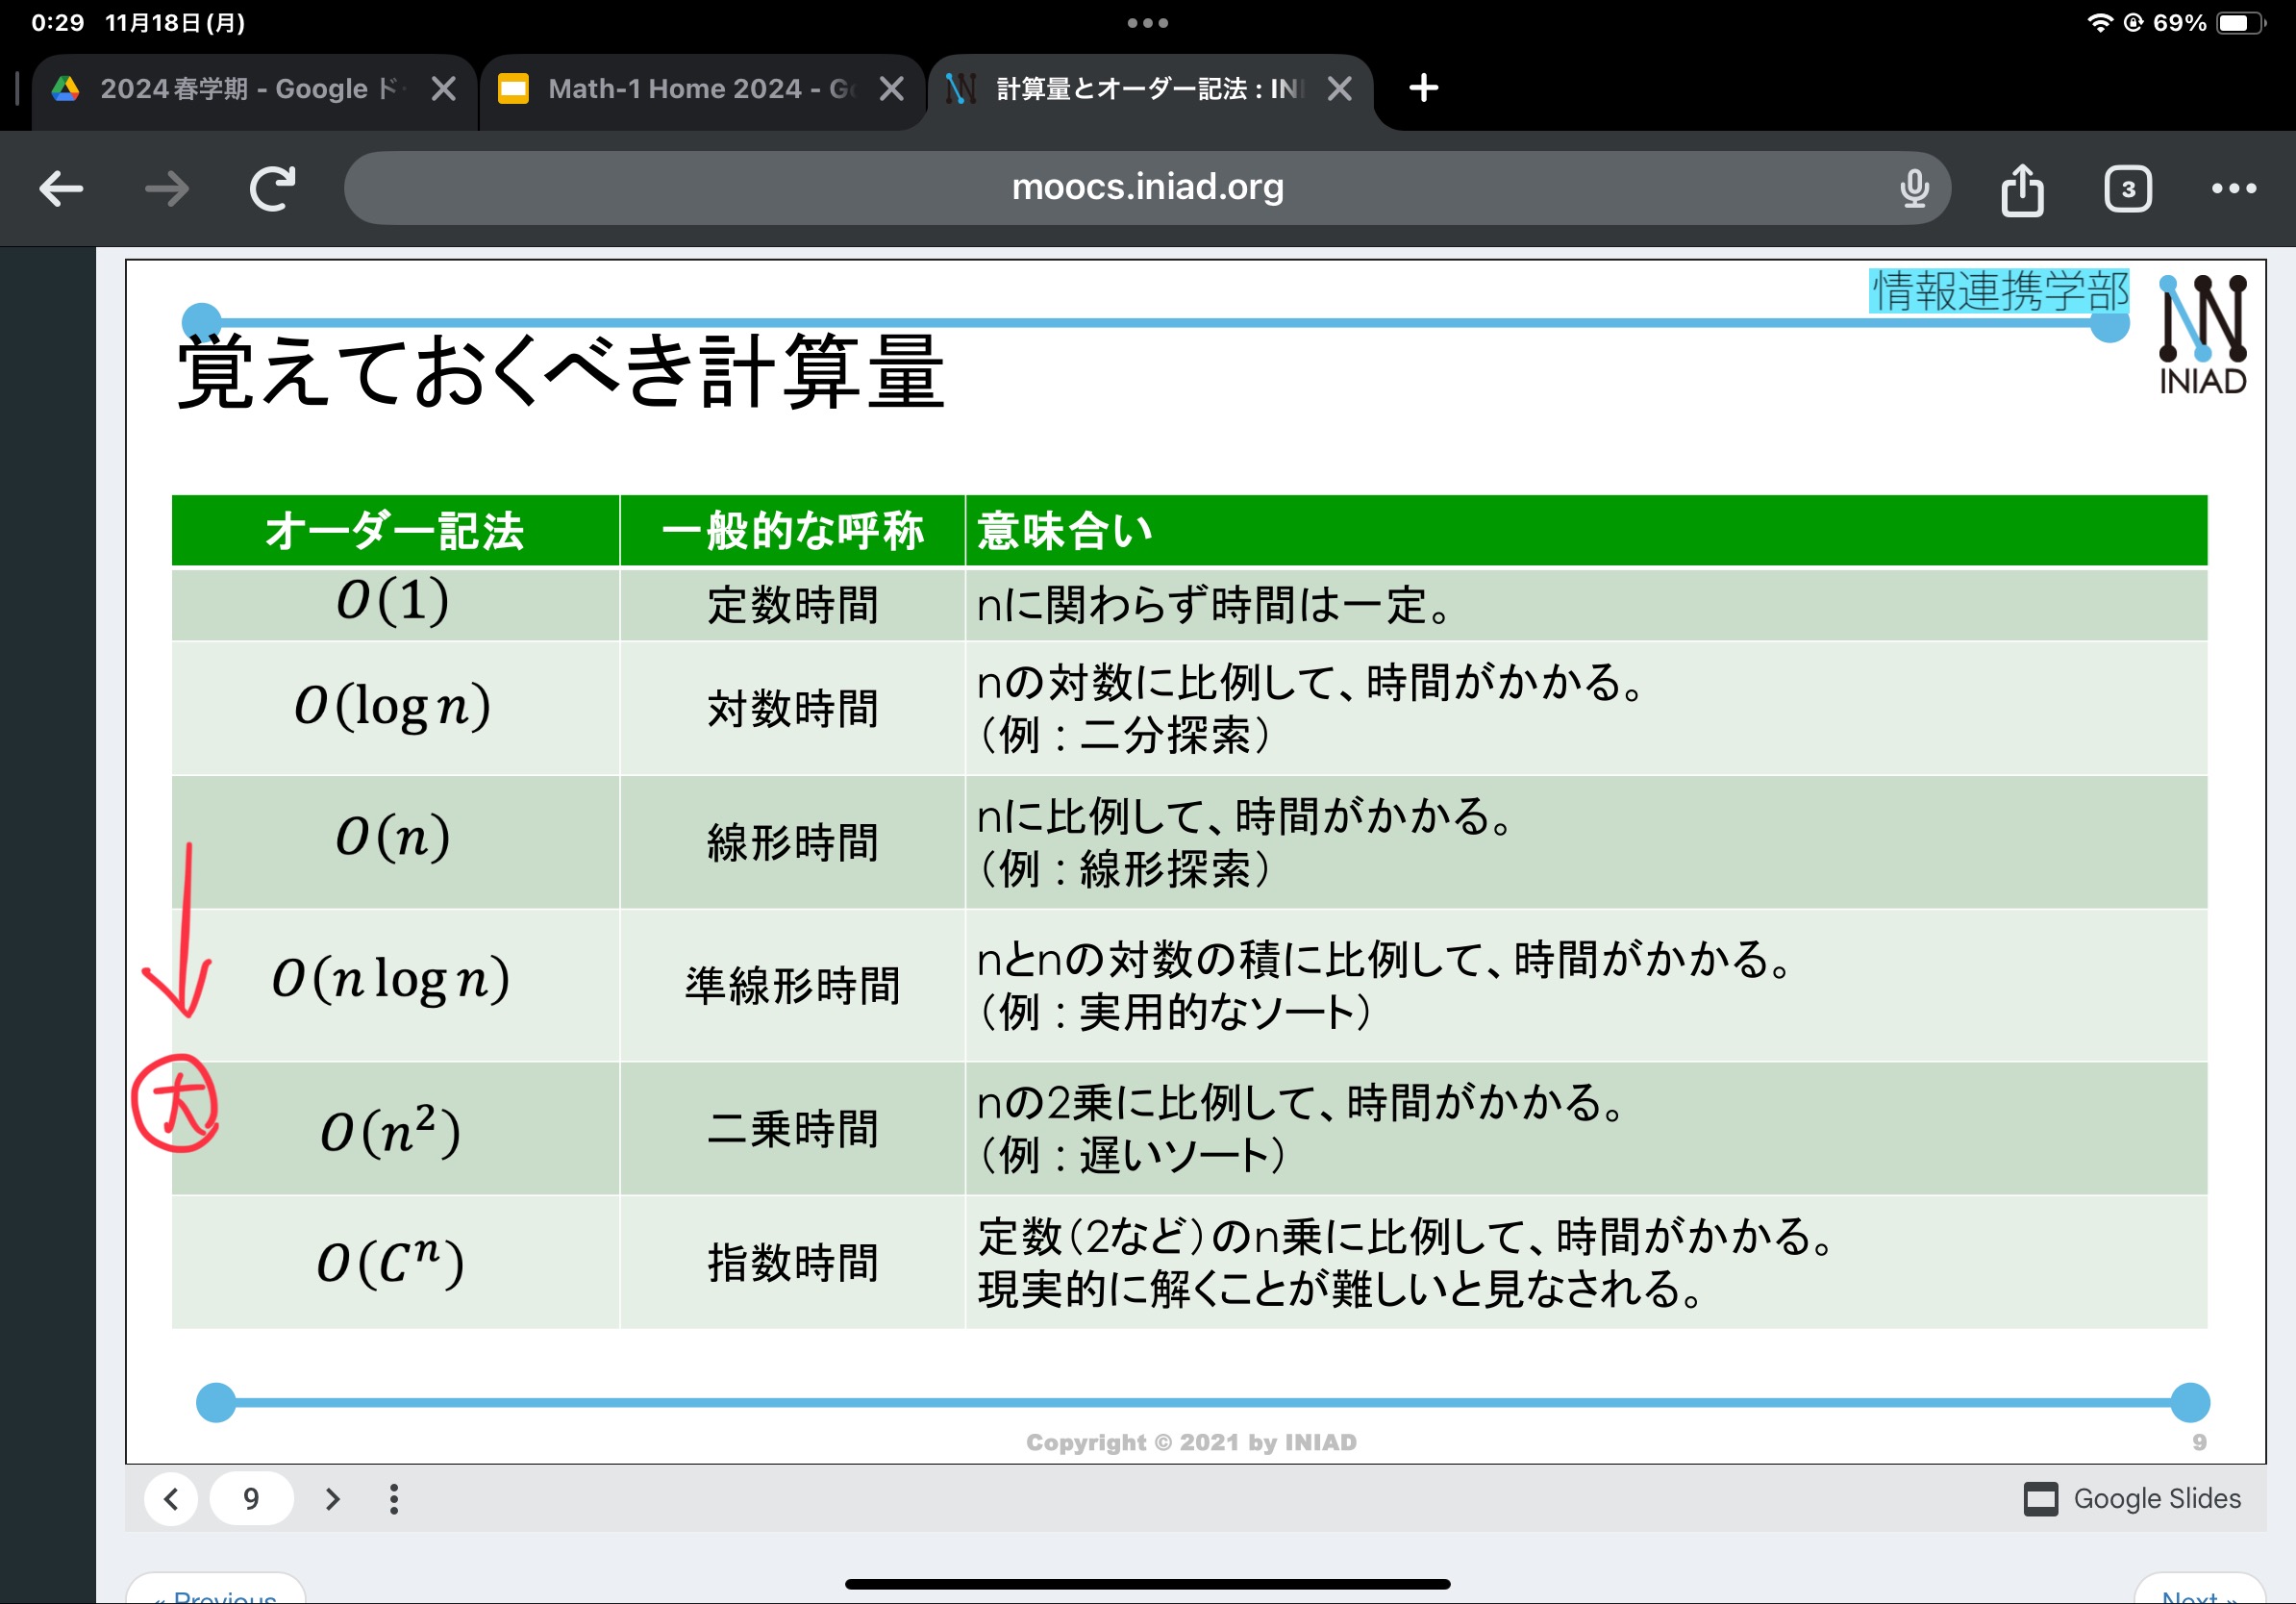 0:29 11月18日(月)
69%
2024春学期 - Google ド
Math-1 Home 2024 - G
計算量とオーダー記法 : INI
moocs.iniad.org
3
情報連携学部
INIAD
覚えておくべき計算量
オーダー記法 一般的な呼称 意味合い
O(1) 定数時間 nに関わらず時間は一定。
O(log n) 対数時間 nの対数に比例して、時間がかかる。
(例:二分探索)
O(n) 線形時間 nに比例して、時間がかかる。
(例:線形探索)
O(n log n) 準線形時間 nとnの対数の積に比例して、時間がかかる。
(例:実用的なソート)
大
O(n²) 二乗時間 nの2乗に比例して、時間がかかる。
(例:遅いソート)
O(Cⁿ) 指数時間 定数(2など)のn乗に比例して、時間がかかる。
現実的に解くことが難しいと見なされる。
Copyright © 2021 by INIAD
9
9
Google Slides
« Previous
Next »